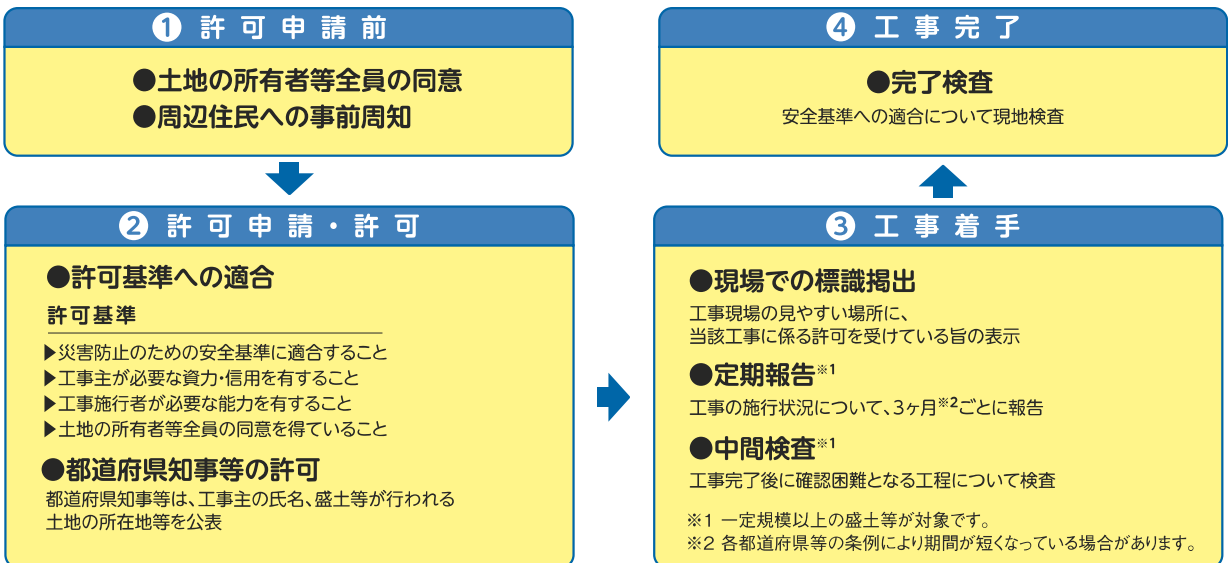 1 許可申請前
●土地の所有者等全員の同意
●周辺住民への事前周知
2 許可申請・許可
●許可基準への適合
許可基準
▶災害防止のための安全基準に適合すること
▶工事主が必要な資力・信用を有すること
▶工事施行者が必要な能力を有すること
▶土地の所有者等全員の同意を得ていること
●都道府県知事等の許可
都道府県知事等は、工事主の氏名、盛土等が行われる
土地の所在地等を公表
3 工事着手
●現場での標識掲出
工事現場の見やすい場所に、
当該工事に係る許可を受けている旨の表示
●定期報告※1
工事の施行状況について、3ヶ月※2ごとに報告
●中間検査※1
工事完了後に確認困難となる工程について検査
※1 一定規模以上の盛土等が対象です。
※2 各都道府県等の条例により期間が短くなっている場合があります。
4 工事完了
●完了検査
安全基準への適合について現地検査